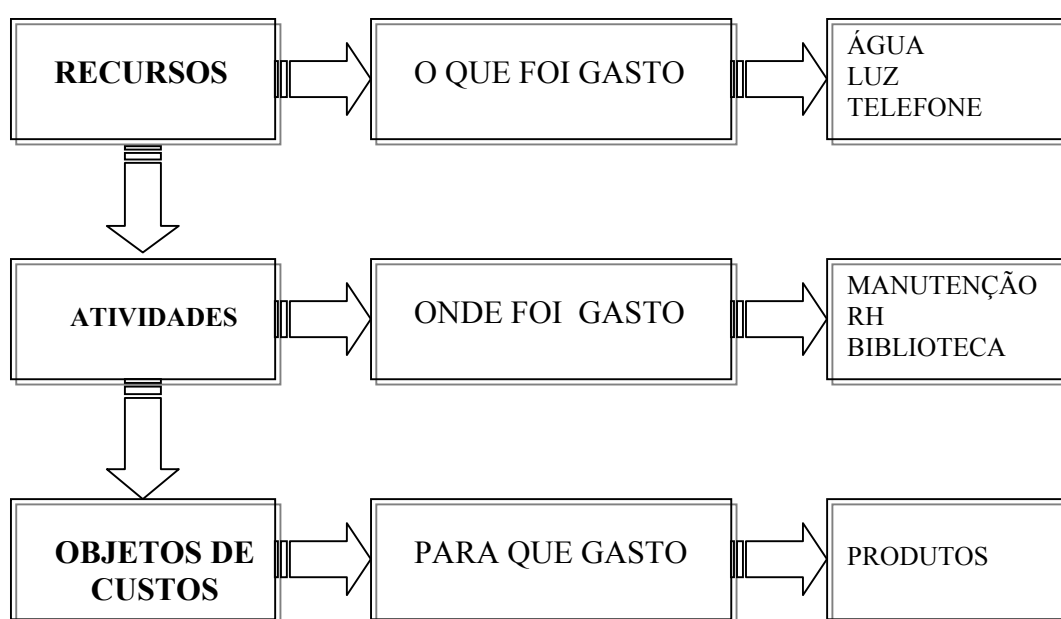 RECURSOS
O QUE FOI GASTO
ÁGUA
LUZ
TELEFONE
ATIVIDADES
ONDE FOI GASTO
MANUTENÇÃO
RH
BIBLIOTECA
OBJETOS DE
CUSTOS
PARA QUE GASTO
PRODUTOS